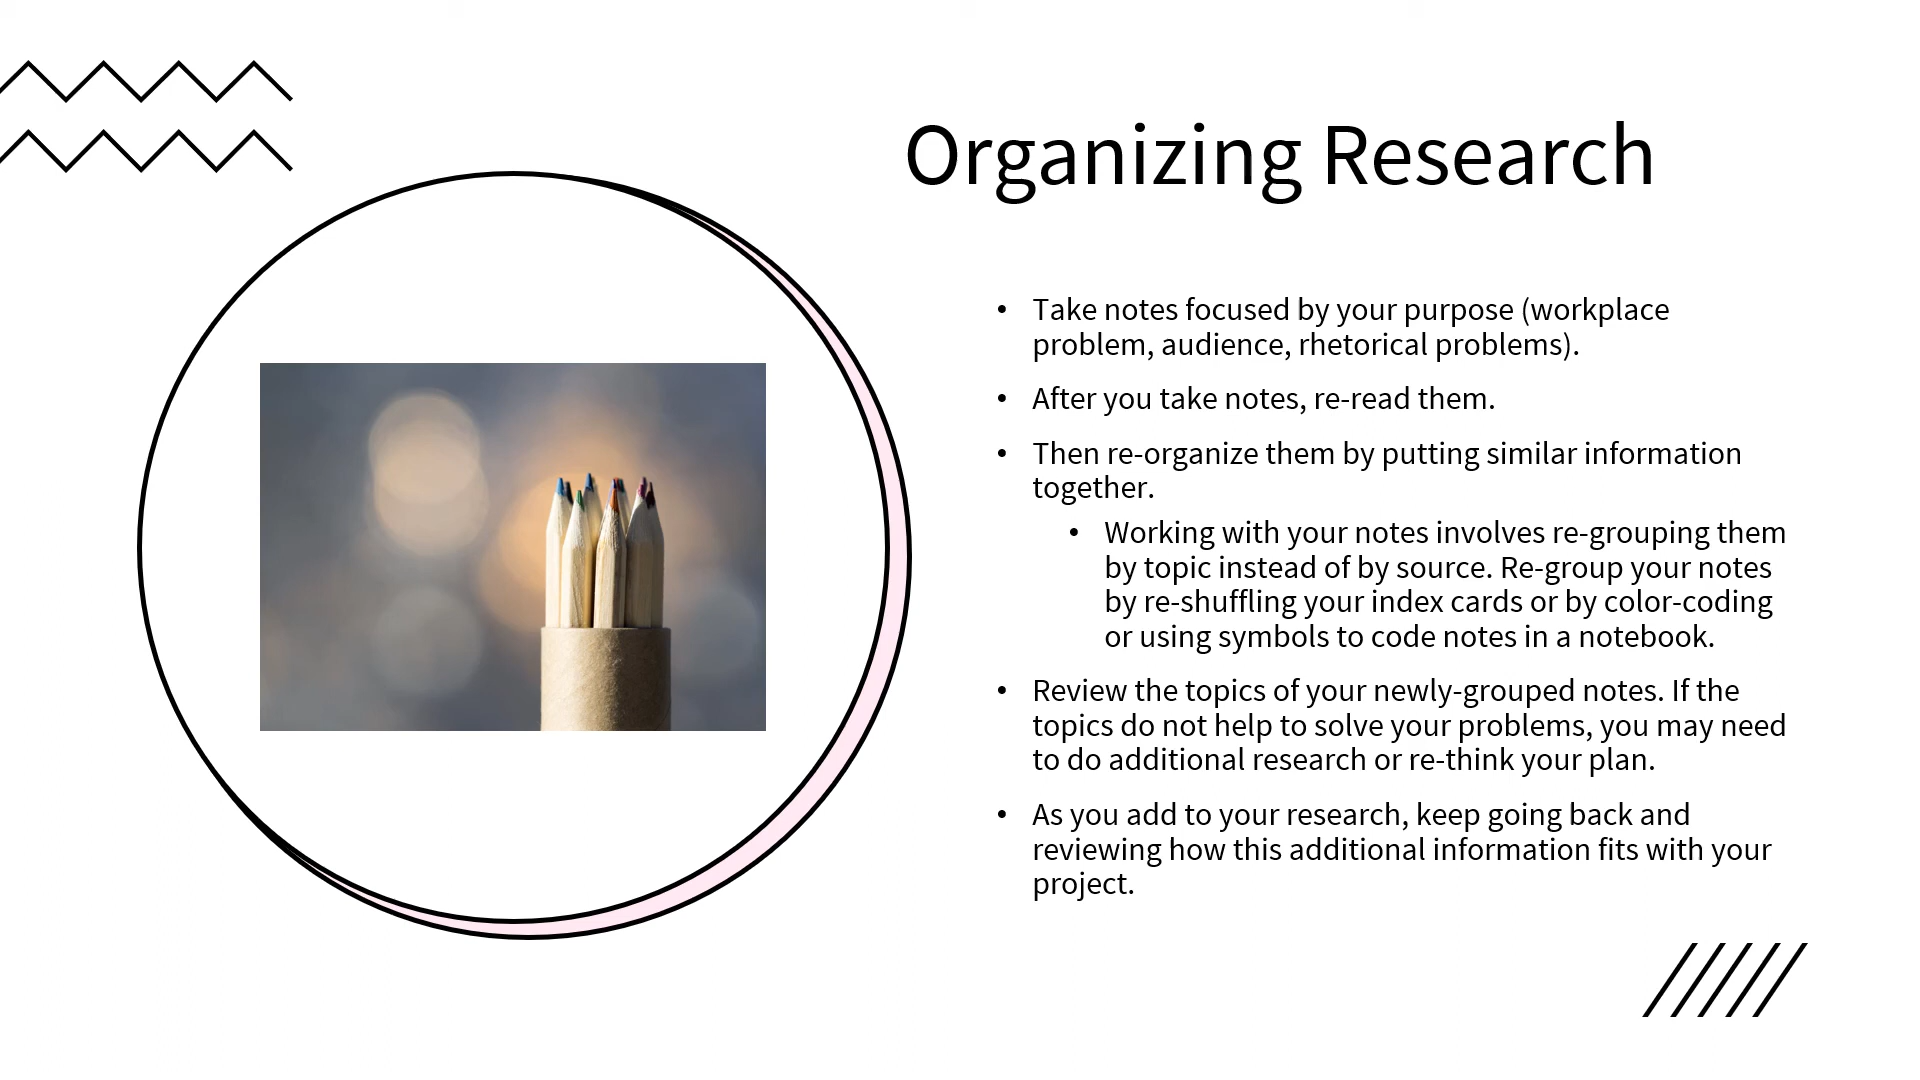 Organizing Research
• Take notes focused by your purpose (workplace
problem, audience, rhetorical problems).
• After you take notes, re-read them.
• Then re-organize them by putting similar information
together.
• Working with your notes involves re-grouping them
by topic instead of by source. Re-group your notes
by re-shuffling your index cards or by color-coding
or using symbols to code notes in a notebook.
• Review the topics of your newly-grouped notes. If the
topics do not help to solve your problems, you may need
to do additional research or re-think your plan.
• As you add to your research, keep going back and
reviewing how this additional information fits with your
project.